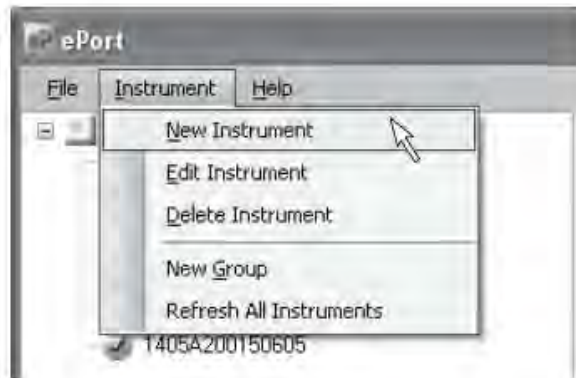 ePort
File Instrument Help
New Instrument
Edit Instrument
Delete Instrument
New Group
Refresh All Instruments
1405A200150605